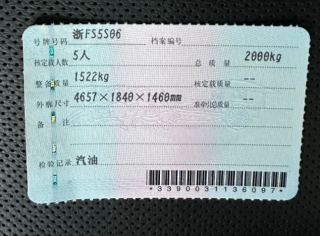 号牌号码 浙FS5S06 档案编号
核定载人数 5人 总质量 2000kg
整备质量 1522kg 核定载质量 --
外廓尺寸 4657×1840×1460mm 准牵引总质量 --
备注
检验记录 汽油
*3390031136097*